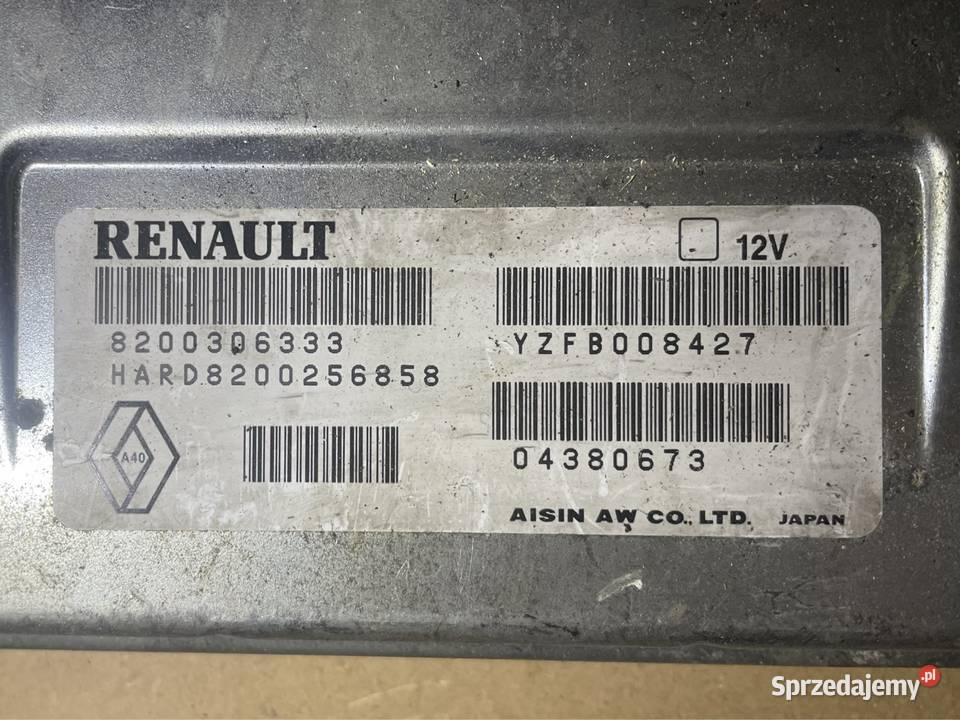 RENAULT
12V
8200306333
YZFB008427
HARD8200256858
04380673
A40
AISIN AW CO., LTD. JAPAN
Sprzedajemy.pl